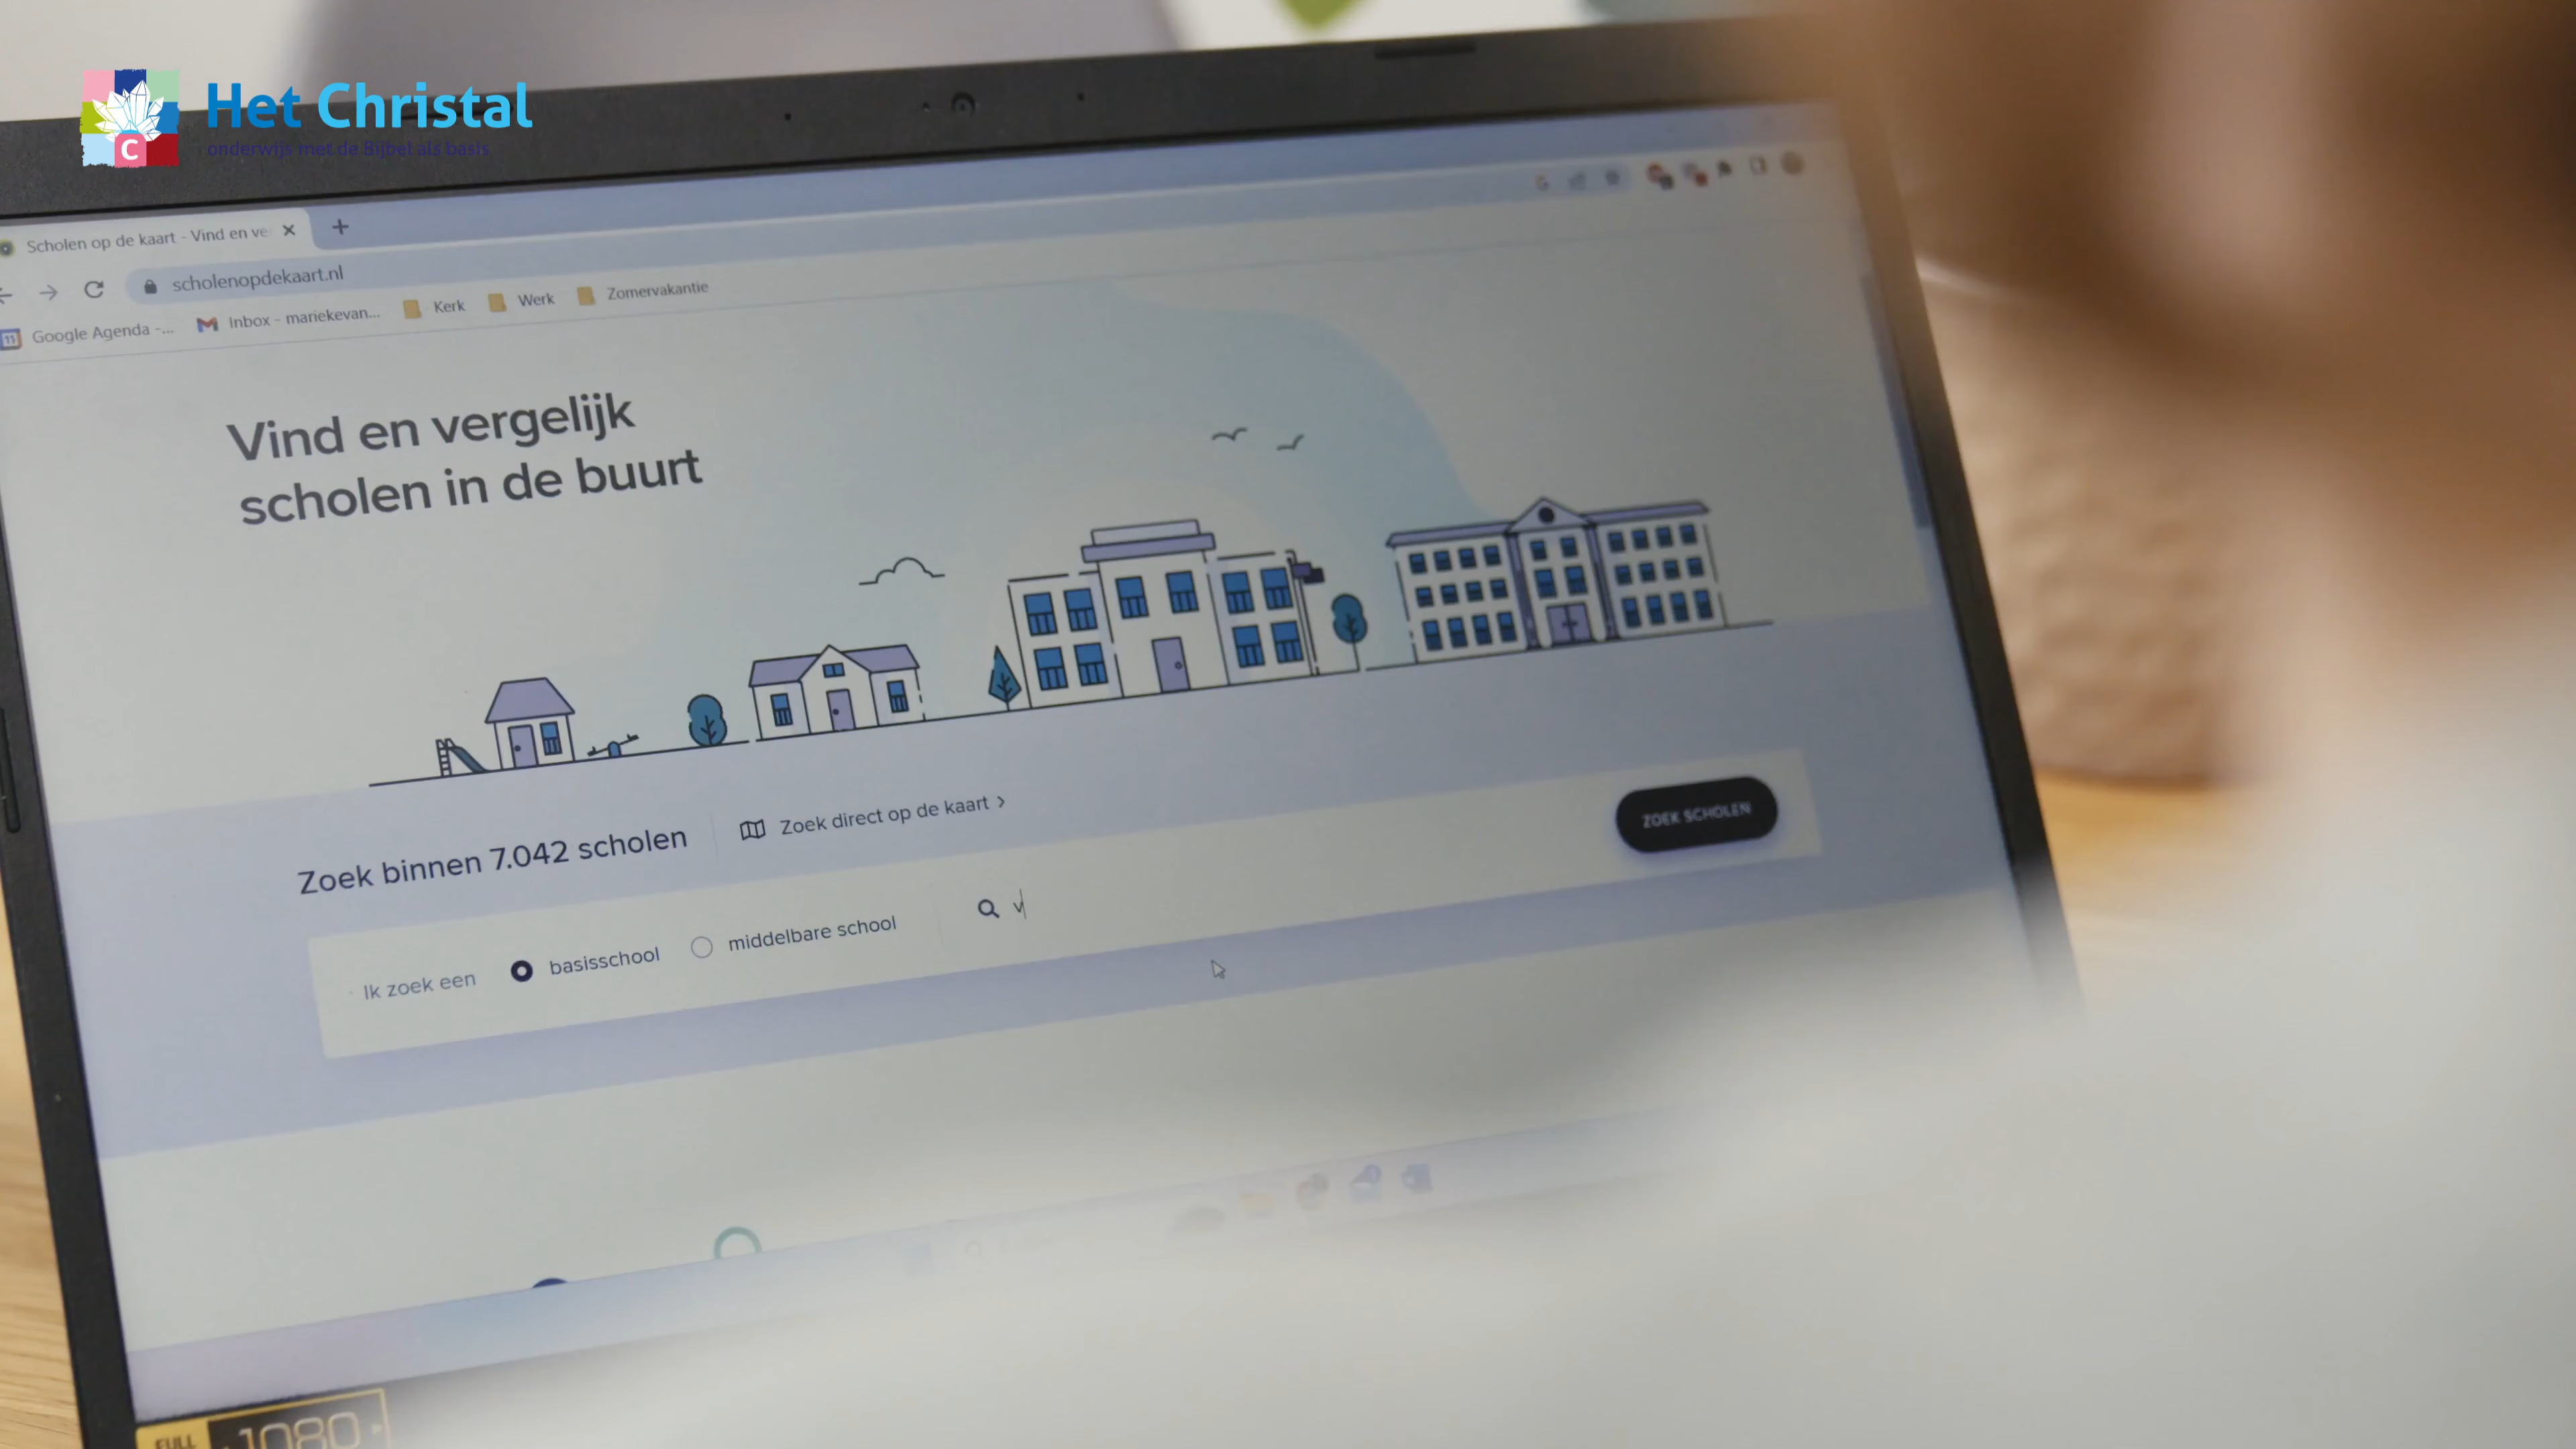 Het Christal
onderwijs met de Bijbel als basis
Scholen op de kaart - Vind en ve
scholenopdekaart.nl
Google Agenda -...
Inbox - mariekevan...
Kerk
Werk
Zomervakantie
Vind en vergelijk
scholen in de buurt
Zoek binnen 7.042 scholen
Zoek direct op de kaart
Ik zoek een
basisschool
middelbare school
v
ZOEK SCHOLEN
FULL
1080